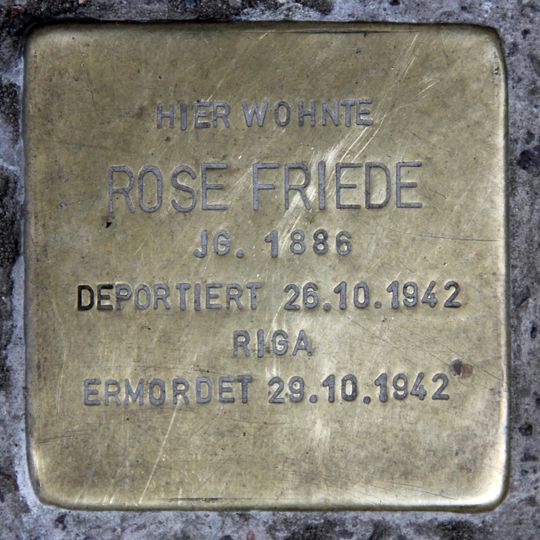 HIER WOHNTE
ROSE FRIEDE
JG. 1886
DEPORTIERT 26.10.1942
RIGA
ERMORDET 29.10.1942